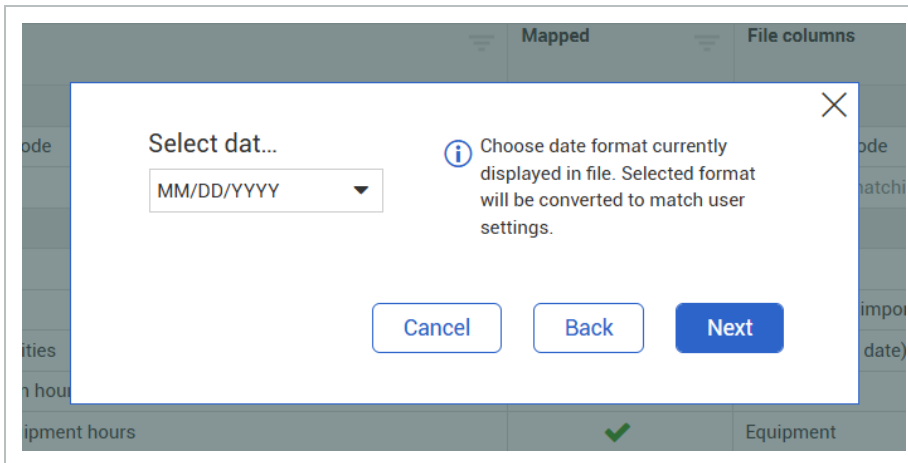 Mapped
File columns
Select dat...
MM/DD/YYYY
Choose date format currently
displayed in file. Selected format
will be converted to match user
settings.
ode
ode
natchi
impor
ities
date)
n hour
Cancel
Back
Next
ipment hours
Equipment